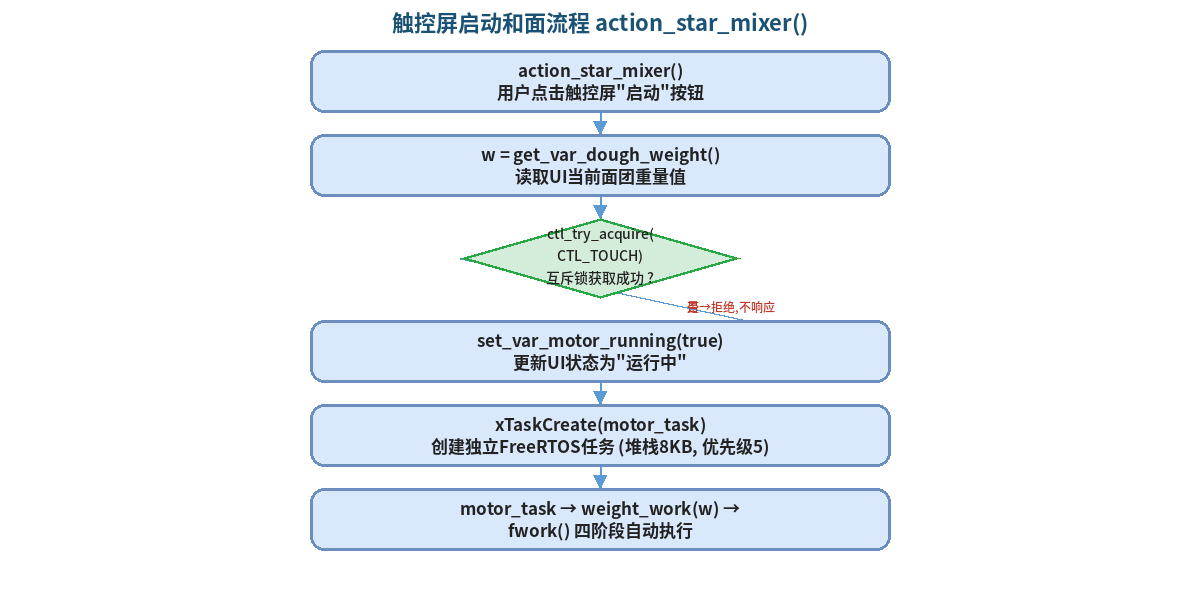 触控屏启动和面流程 action_star_mixer()
action_star_mixer()
用户点击触控屏"启动"按钮
w = get_var_dough_weight()
读取UI当前面团重量值
ctl_try_acquire(
CTL_TOUCH)
互斥锁获取成功？
→拒绝,不响应
set_var_motor_running(true)
更新UI状态为"运行中"
xTaskCreate(motor_task)
创建独立FreeRTOS任务 (堆栈8KB, 优先级5)
motor_task → weight_work(w) →
fwork() 四阶段自动执行